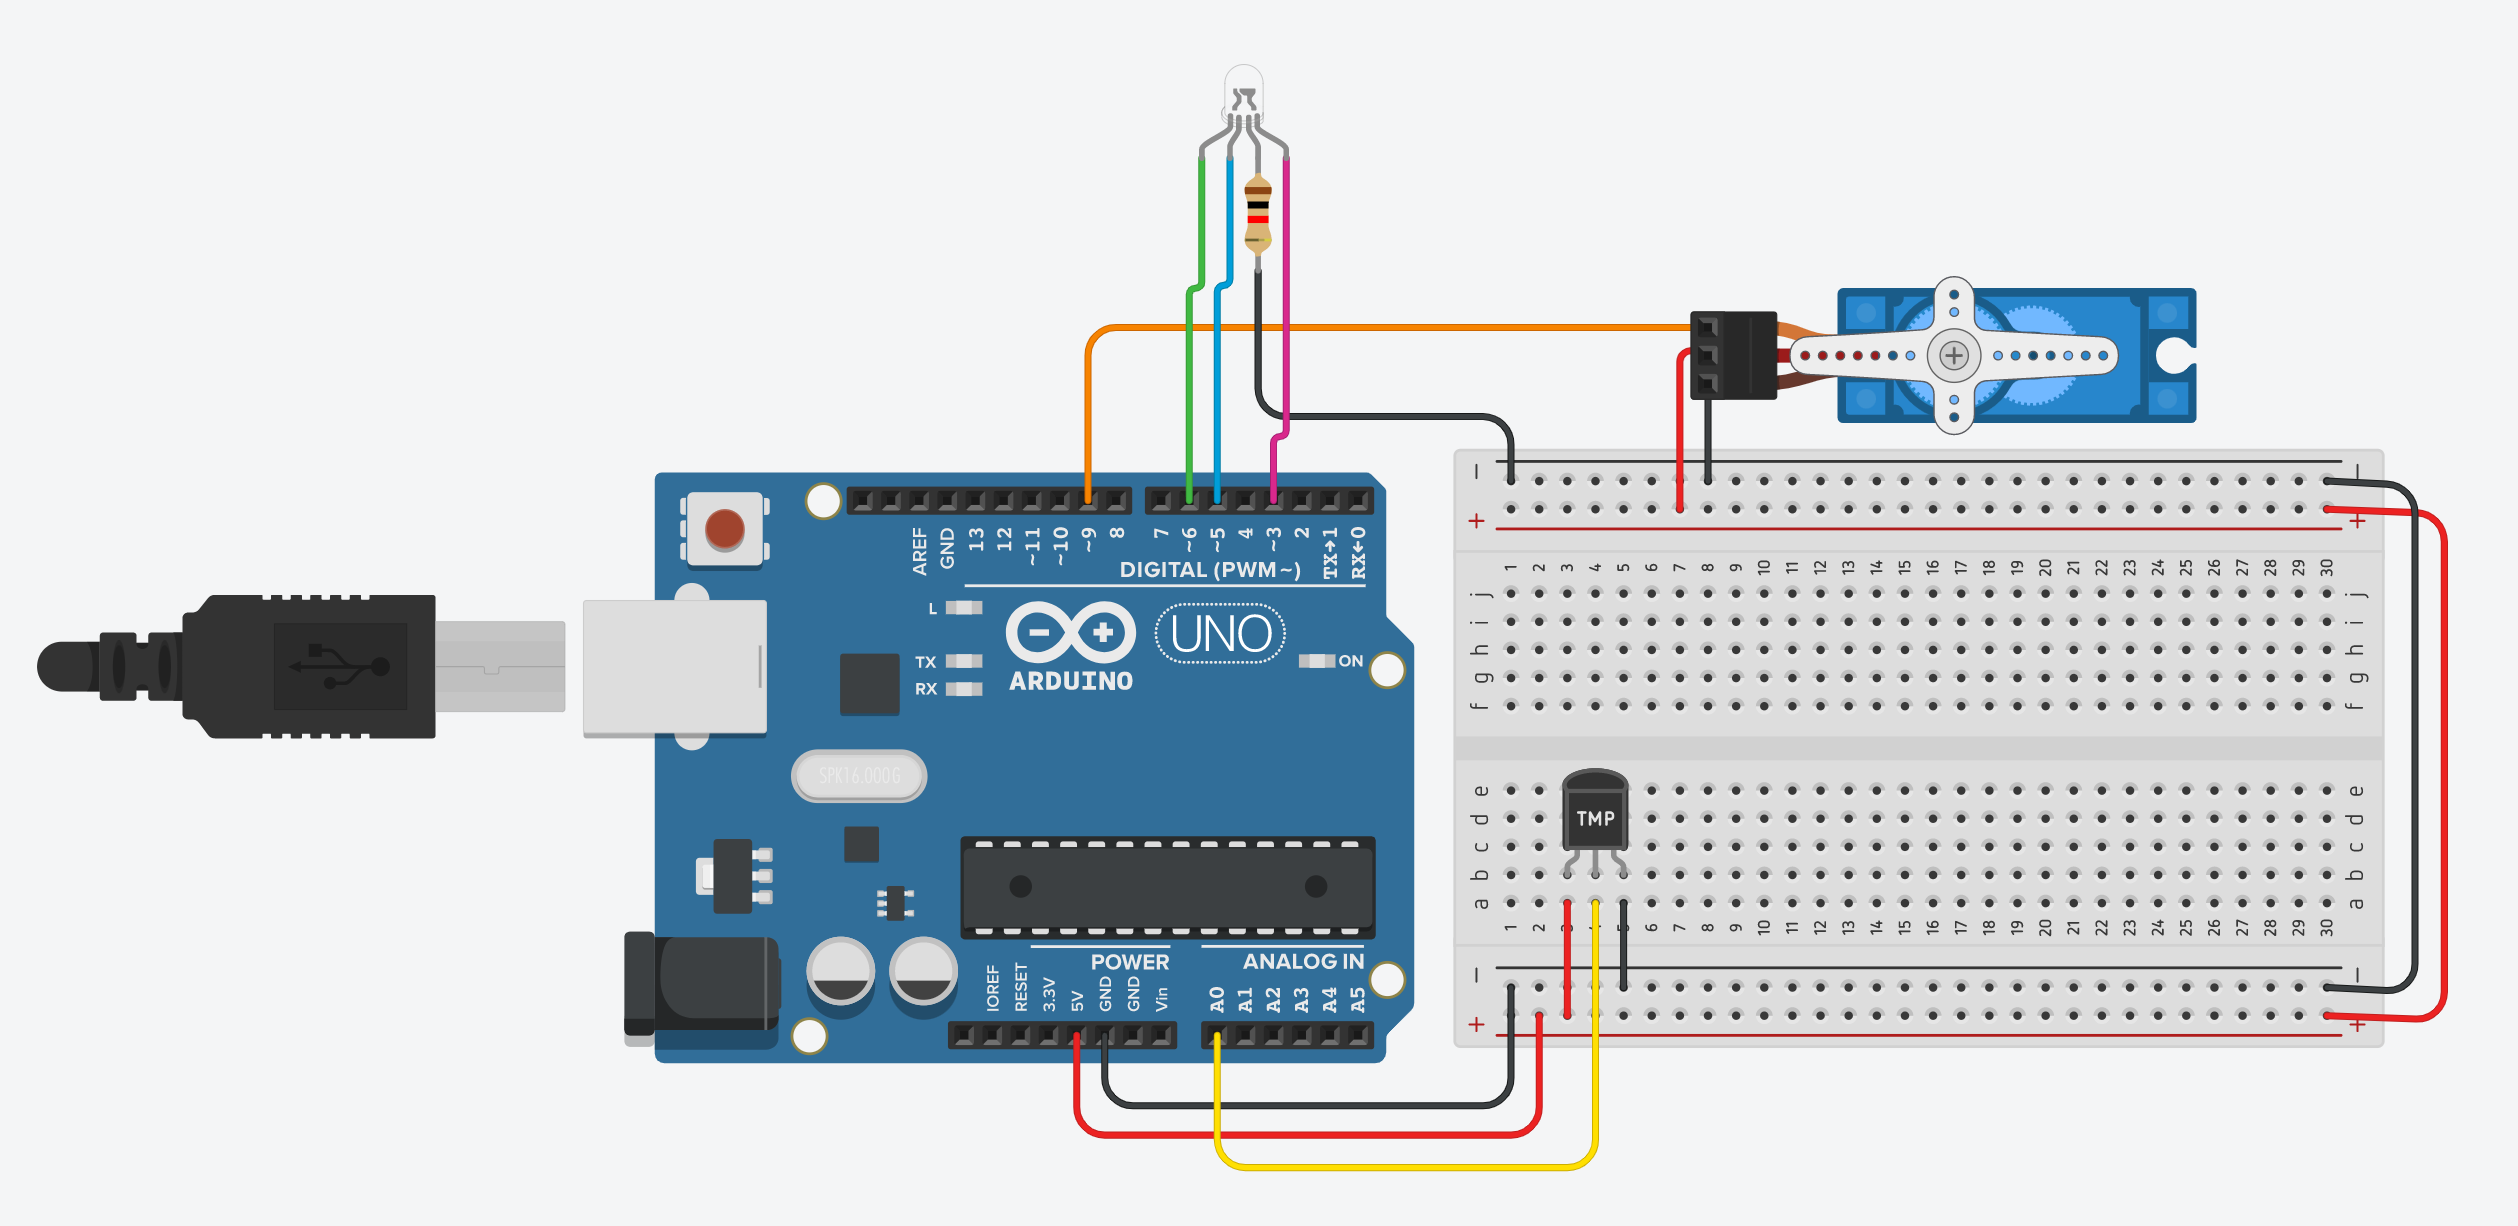 AREF
GND
13
12
~11
~10
~9
8
7
~6
~5
4
~3
2
TX→1
RX←0
DIGITAL (PWM ~)
L
TX
RX
ARDUINO
UNO
ON
SPK16.000G
POWER
ANALOG IN
IOREF
RESET
3.3V
5V
GND
GND
Vin
A0
A1
A2
A3
A4
A5
− −
+ +
1 2 3 4 5 6 7 8 9 10 11 12 13 14 15 16 17 18 19 20 21 22 23 24 25 26 27 28 29 30
j j
i i
h h
g g
f f
e e
d d
TMP
c c
b b
a a
1 2 3 4 5 6 7 8 9 10 11 12 13 14 15 16 17 18 19 20 21 22 23 24 25 26 27 28 29 30
− −
+ +